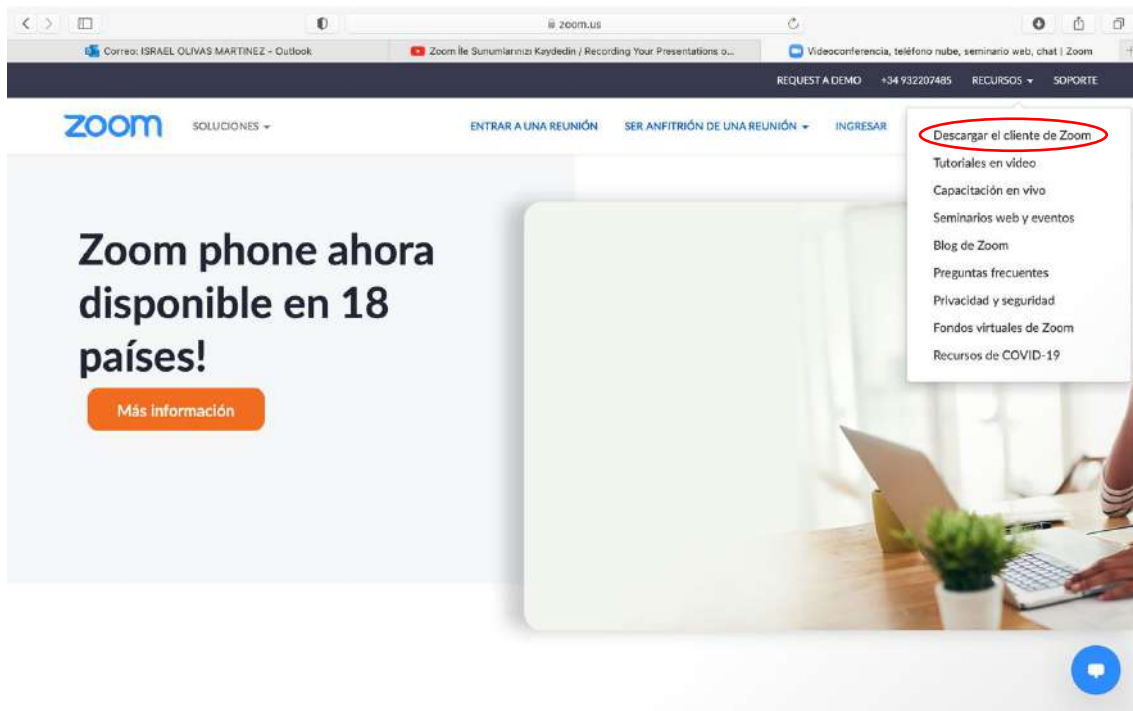 zoom.us
Correo: ISRAEL OLIVAS MARTINEZ - Outlook
Zoom İle Sunumlarınızı Kaydedin / Recording Your Presentations o...
Videoconferencia, teléfono nube, seminario web, chat | Zoom
REQUEST A DEMO +34 932207485 RECURSOS SOPORTE
zoom SOLUCIONES ENTRAR A UNA REUNIÓN SER ANFITRIÓN DE UNA REUNIÓN INGRESAR
Descargar el cliente de Zoom
Tutoriales en video
Capacitación en vivo
Seminarios web y eventos
Blog de Zoom
Preguntas frecuentes
Privacidad y seguridad
Fondos virtuales de Zoom
Recursos de COVID-19
Zoom phone ahora
disponible en 18
países!
Más información